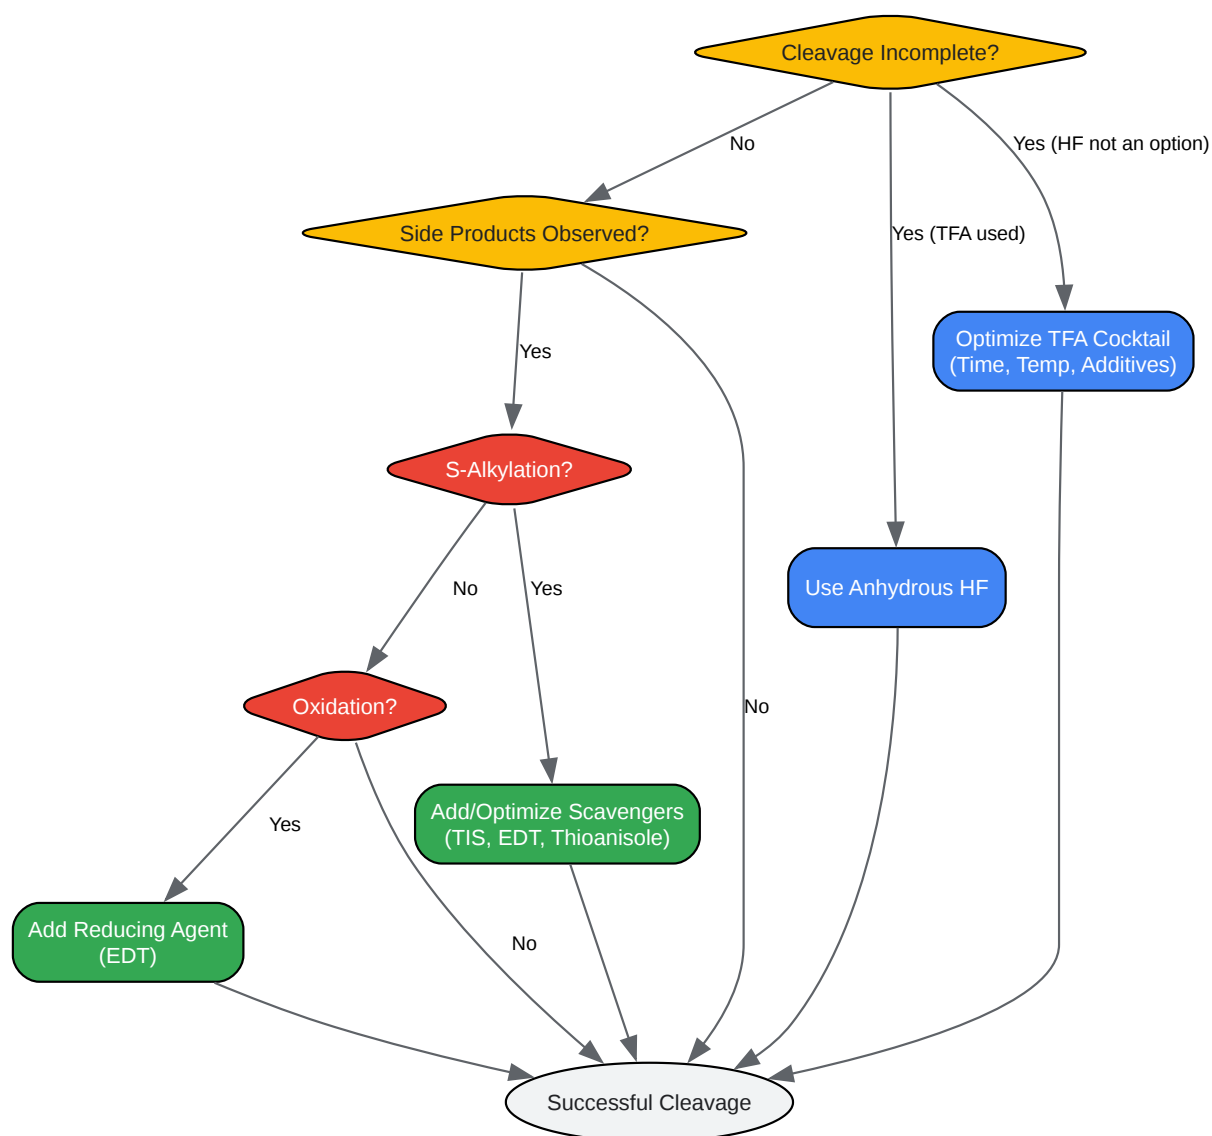 Cleavage Incomplete?
No
Yes (HF not an option)
Side Products Observed?
Yes (TFA used)
Optimize TFA Cocktail
(Time, Temp, Additives)
Yes
S-Alkylation?
No
Yes
Use Anhydrous HF
Oxidation?
No
Add/Optimize Scavengers
(TIS, EDT, Thioanisole)
Yes
Add Reducing Agent
(EDT)
No
Successful Cleavage